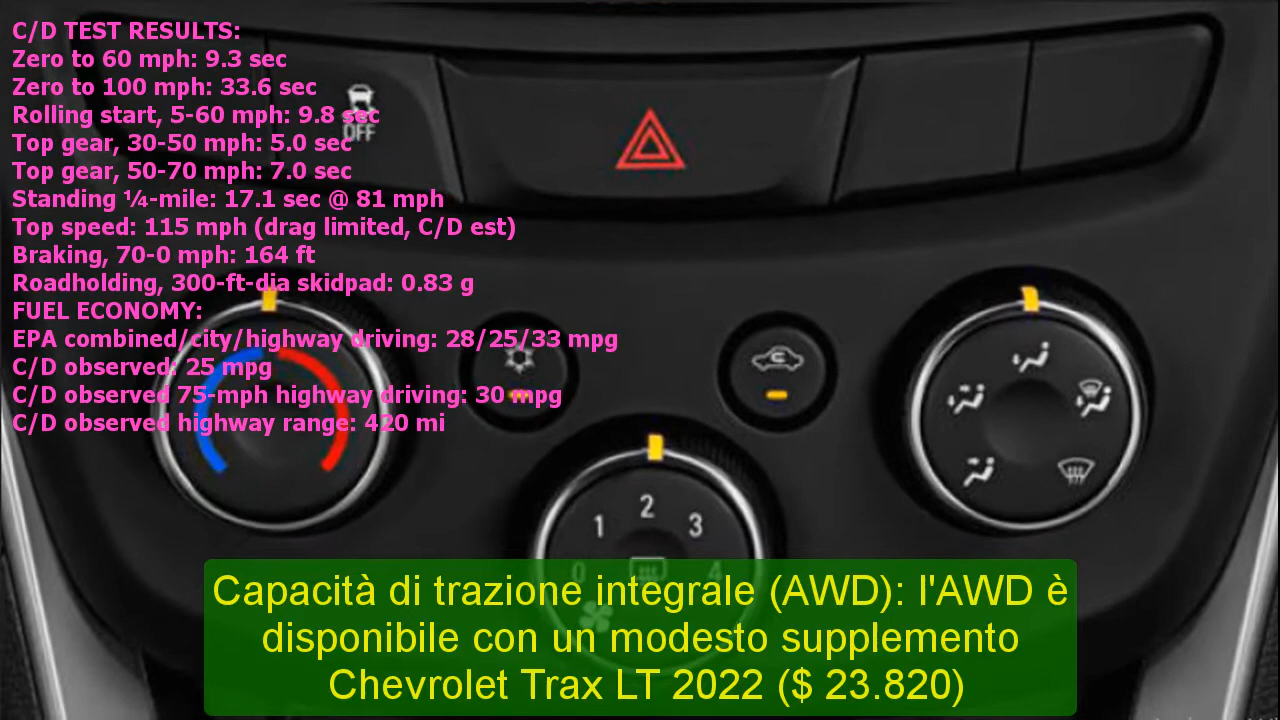 C/D TEST RESULTS:
Zero to 60 mph: 9.3 sec
Zero to 100 mph: 33.6 sec
Rolling start, 5-60 mph: 9.8 sec
OFF
Top gear, 30-50 mph: 5.0 sec
Top gear, 50-70 mph: 7.0 sec
Standing ¼-mile: 17.1 sec @ 81 mph
Top speed: 115 mph (drag limited, C/D est)
Braking, 70-0 mph: 164 ft
Roadholding, 300-ft-dia skidpad: 0.83 g
FUEL ECONOMY:
EPA combined/city/highway driving: 28/25/33 mpg
C/D observed: 25 mpg
C/D observed 75-mph highway driving: 30 mpg
C/D observed highway range: 420 mi
1 2 3
0 4
Capacità di trazione integrale (AWD): l'AWD è
disponibile con un modesto supplemento
Chevrolet Trax LT 2022 ($ 23.820)